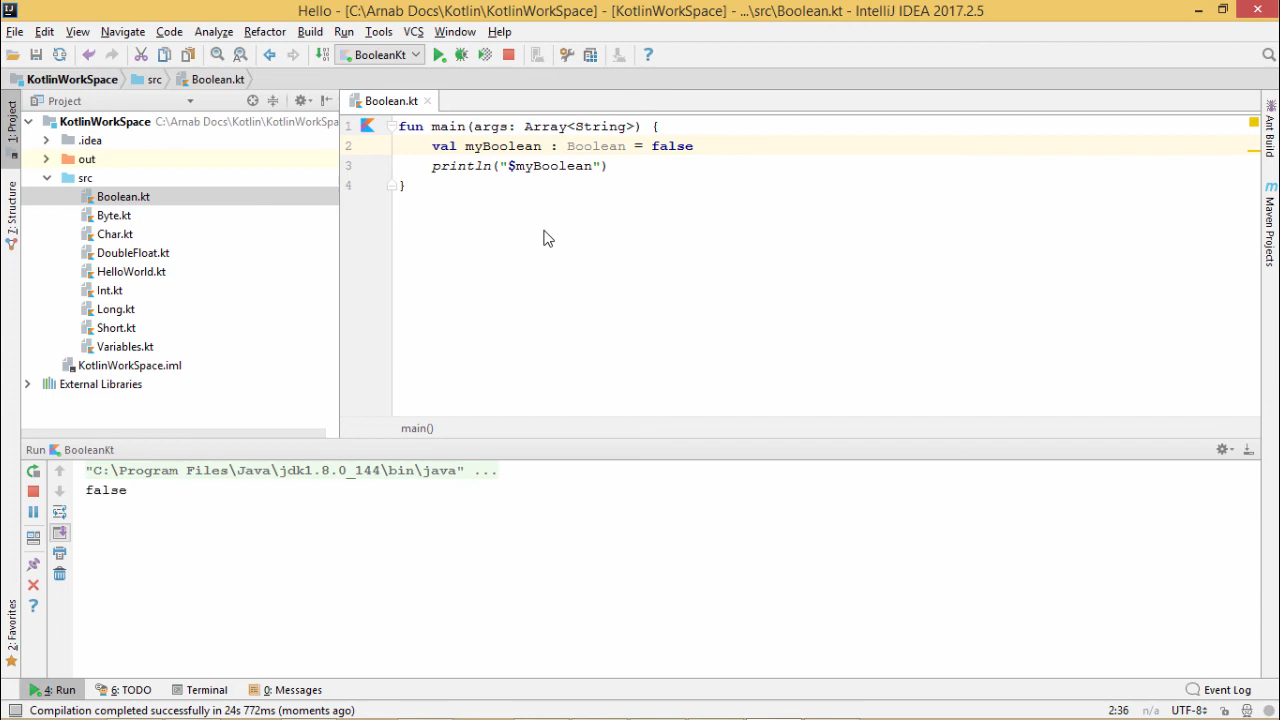 Hello - [C:\Arnab Docs\Kotlin\KotlinWorkSpace] - [KotlinWorkSpace] - ...\src\Boolean.kt - IntelliJ IDEA 2017.2.5
File Edit View Navigate Code Analyze Refactor Build Run Tools VCS Window Help
BooleanKt
KotlinWorkSpace src Boolean.kt
Project
Boolean.kt
1: Project
7: Structure
2: Favorites
KotlinWorkSpace C:\Arnab Docs\Kotlin\KotlinWorkSpa
.idea
out
src
Boolean.kt
Byte.kt
Char.kt
DoubleFloat.kt
HelloWorld.kt
Int.kt
Long.kt
Short.kt
Variables.kt
KotlinWorkSpace.iml
External Libraries
1 fun main(args: Array<String>) {
2 val myBoolean : Boolean = false
3 println("$myBoolean")
4 }
main()
Ant Build
Maven Projects
Run BooleanKt
"C:\Program Files\Java\jdk1.8.0_144\bin\java" ...
false
4: Run 6: TODO Terminal 0: Messages Event Log
Compilation completed successfully in 24s 772ms (moments ago) 2:36 n/a UTF-8